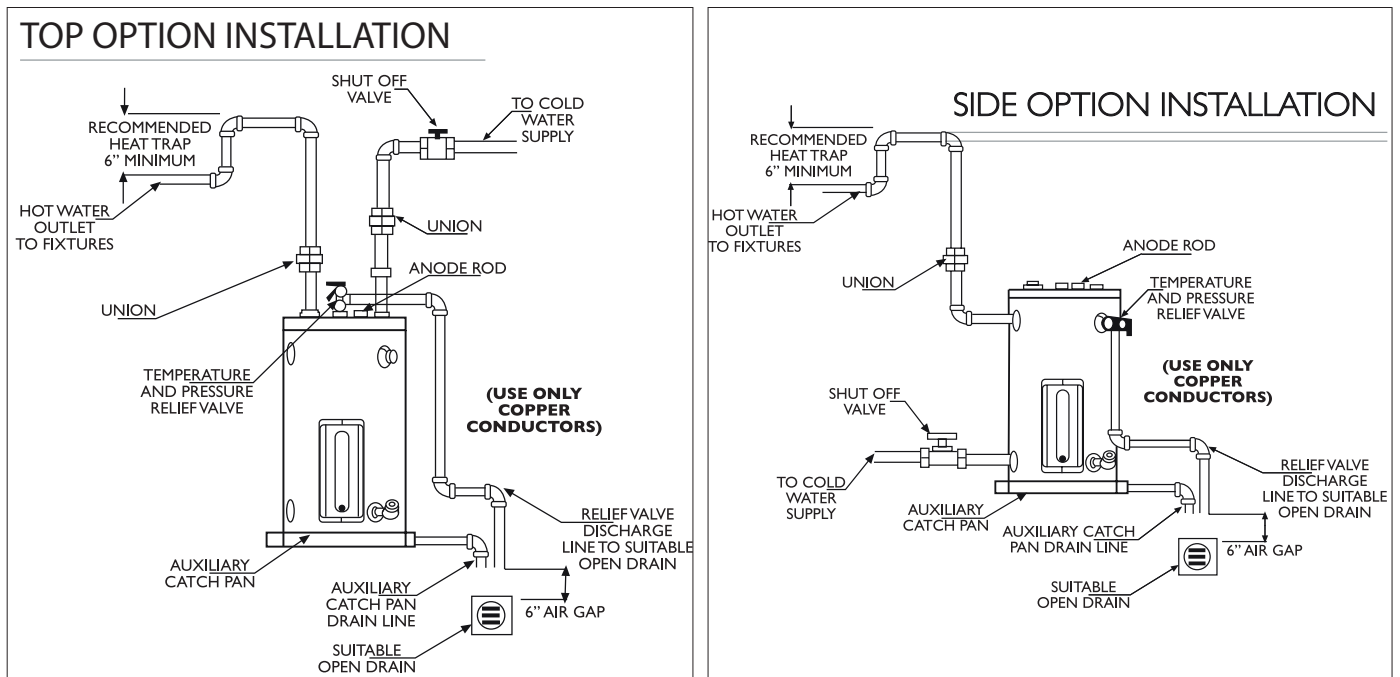 TOP OPTION INSTALLATION
SHUT OFF
VALVE
TO COLD
WATER
SUPPLY
RECOMMENDED
HEAT TRAP
6” MINIMUM
HOT WATER
OUTLET
TO FIXTURES
UNION
ANODE ROD
UNION
TEMPERATURE
AND PRESSURE
RELIEF VALVE
(USE ONLY
COPPER
CONDUCTORS)
RELIEF VALVE
DISCHARGE
LINE TO SUITABLE
OPEN DRAIN
AUXILIARY
CATCH PAN
AUXILIARY
CATCH PAN
DRAIN LINE
6” AIR GAP
SUITABLE
OPEN DRAIN
SIDE OPTION INSTALLATION
RECOMMENDED
HEAT TRAP
6” MINIMUM
HOT WATER
OUTLET
TO FIXTURES
ANODE ROD
UNION
TEMPERATURE
AND PRESSURE
RELIEF VALVE
(USE ONLY
COPPER
CONDUCTORS)
SHUT OFF
VALVE
TO COLD
WATER
SUPPLY
RELIEF VALVE
DISCHARGE
LINE TO SUITABLE
OPEN DRAIN
AUXILIARY
CATCH PAN
AUXILIARY CATCH
PAN DRAIN LINE
6” AIR GAP
SUITABLE
OPEN DRAIN